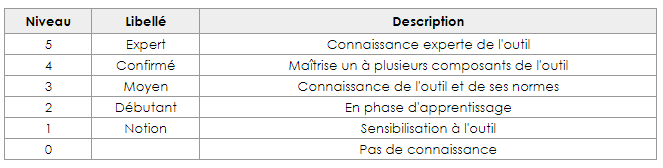 Niveau Libellé Description
5 Expert Connaissance experte de l'outil
4 Confirmé Maîtrise un à plusieurs composants de l'outil
3 Moyen Connaissance de l'outil et de ses normes
2 Débutant En phase d'apprentissage
1 Notion Sensibilisation à l'outil
0 Pas de connaissance